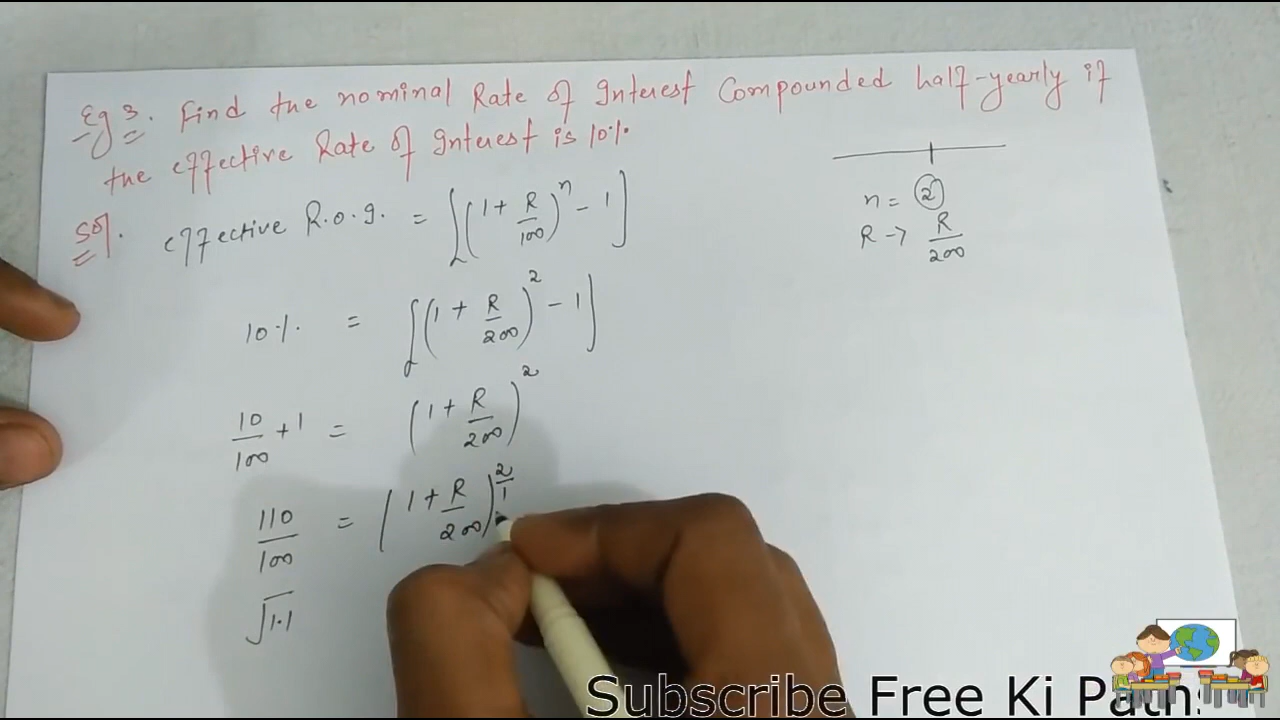 Eg 3. Find the nominal Rate of Interest Compounded half-yearly if
the effective Rate of Interest is 10%.
Sol. effective R.O.I. = [(1 + R/100)^n - 1]
n = 2
R → R/200
10% = [(1 + R/200)^2 - 1]
10/100 + 1 = (1 + R/200)^2
110/100 = (1 + R/200)^2/1
√1.1
Subscribe Free Ki Paths